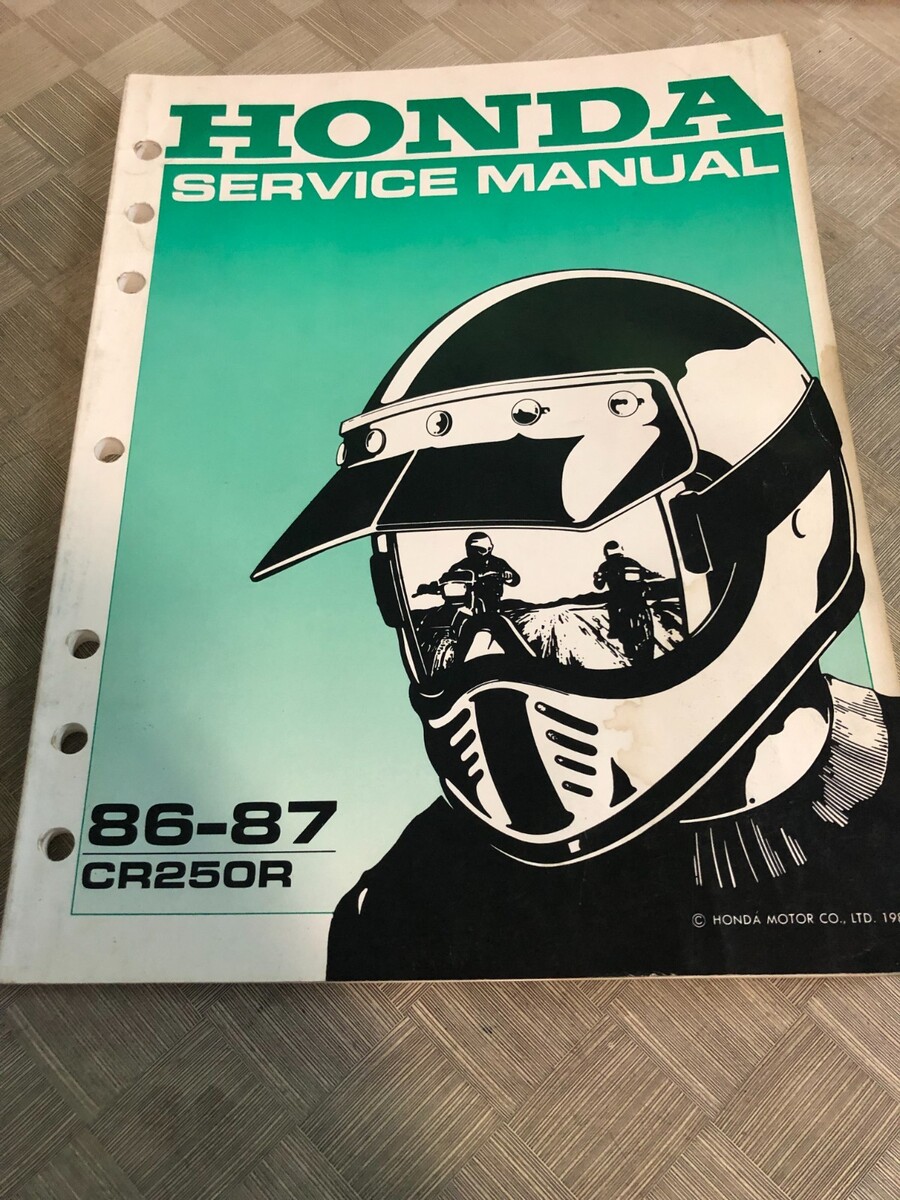 HONDA
SERVICE MANUAL
86-87
CR250R
© HONDA MOTOR CO., LTD.